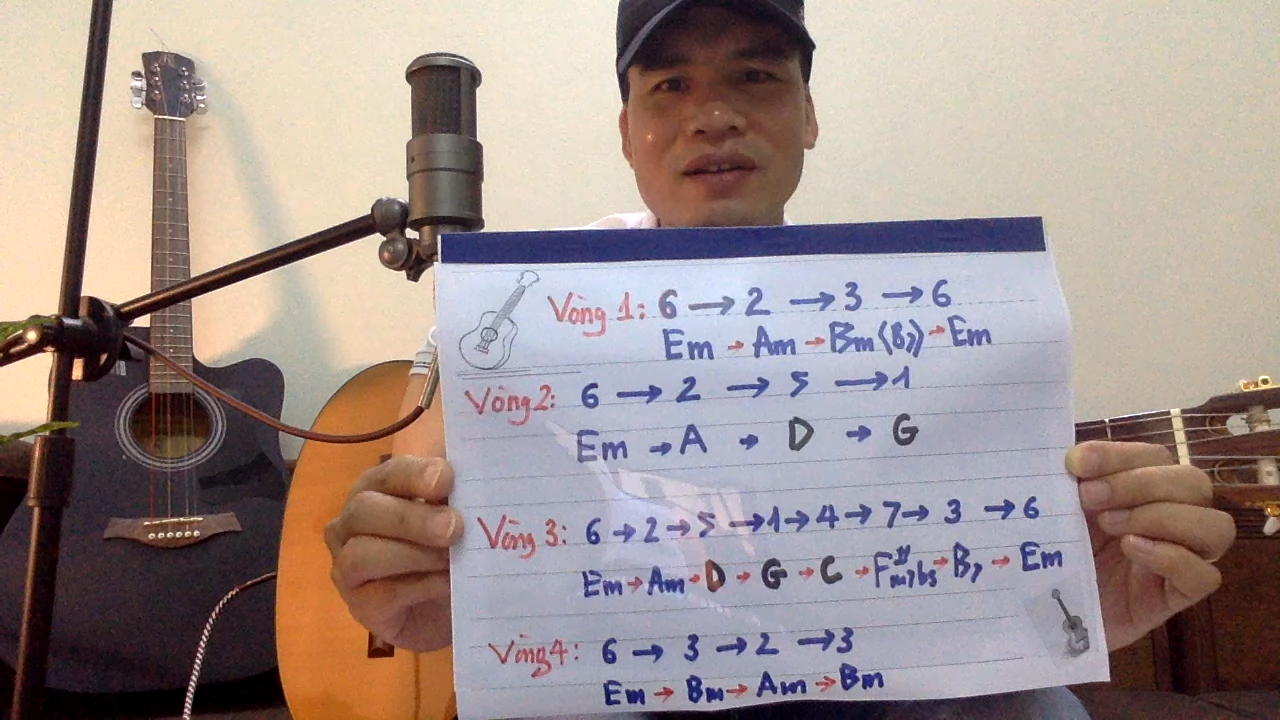 Vòng 1: 6 → 2 → 3 → 6
Em → Am → Bm (B7) → Em
Vòng 2: 6 → 2 → 5 → 1
Em → A → D → G
Vòng 3: 6 → 2 → 5 → 1 → 4 → 7 → 3 → 6
Em → Am → D → G → C → F#m7b5 → B7 → Em
Vòng 4: 6 → 3 → 2 → 3
Em → Bm → Am → Bm